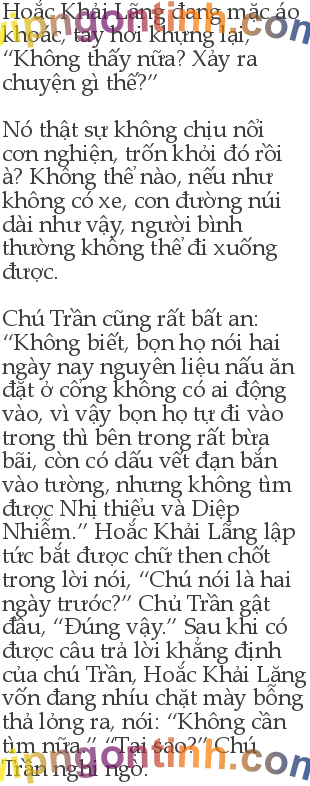 Hoắc Khải Lãng đang mặc áo
khoác, tay hơi khựng lại,
“Không thấy nữa? Xảy ra
chuyện gì thế?”
Nó thật sự không chịu nổi
cơn nghiện, trốn khỏi đó rồi
à? Không thể nào, nếu như
không có xe, con đường núi
dài như vậy, người bình
thường không thể đi xuống
được.
Chú Trần cũng rất bất an:
“Không biết, bọn họ nói hai
ngày nay nguyên liệu nấu ăn
đặt ở cổng không có ai động
vào, vì vậy bọn họ tự đi vào
trong thì bên trong rất bừa
bãi, còn có dấu vết đạn bắn
vào tường, nhưng không tìm
được Nhị thiếu và Diệp
Nhiễm.” Hoắc Khải Lãng lập
tức bắt được chữ then chốt
trong lời nói, “Chú nói là hai
ngày trước?” Chủ Trần gật
đầu, “Đúng vậy.” Sau khi có
được câu trả lời khẳng định
của chú Trần, Hoắc Khải Lãng
vốn đang nhíu chặt mày bỗng
thả lỏng ra, nói: “Không cần
tìm nữa.” “Tại sao?” Chú
Trần nghi ngờ.
vipngontinh.com
vipngontinh.com